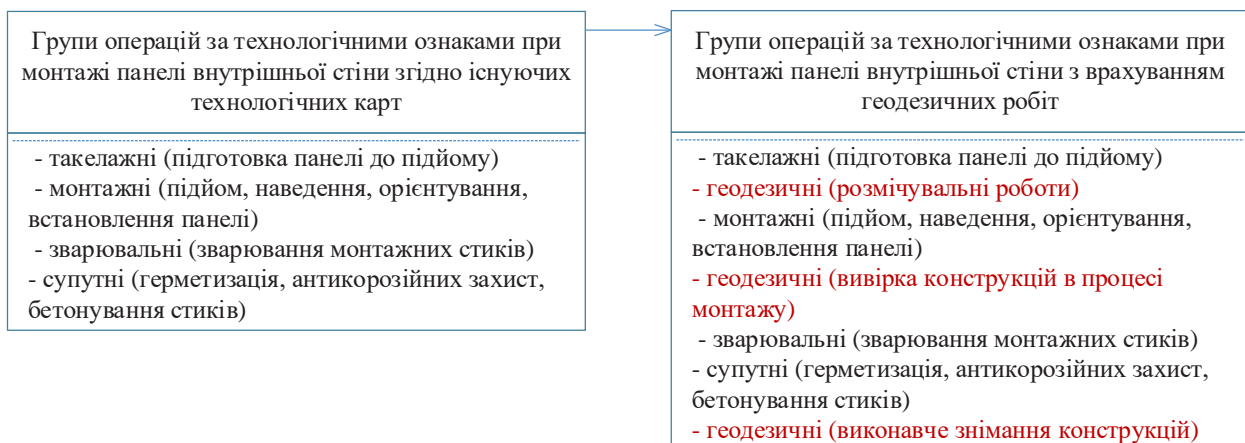 Групи операцій за технологічними ознаками при
монтажі панелі внутрішньої стіни згідно існуючих
технологічних карт
- такелажні (підготовка панелі до підйому)
- монтажні (підйом, наведення, орієнтування,
встановлення панелі)
- зварювальні (зварювання монтажних стиків)
- супутні (герметизація, антикорозійних захист,
бетонування стиків)
Групи операцій за технологічними ознаками при
монтажі панелі внутрішньої стіни з врахуванням
геодезичних робіт
- такелажні (підготовка панелі до підйому)
- геодезичні (розмічувальні роботи)
- монтажні (підйом, наведення, орієнтування,
встановлення панелі)
- геодезичні (вивірка конструкцій в процесі
монтажу)
- зварювальні (зварювання монтажних стиків)
- супутні (герметизація, антикорозійних захист,
бетонування стиків)
- геодезичні (виконавче знімання конструкцій)